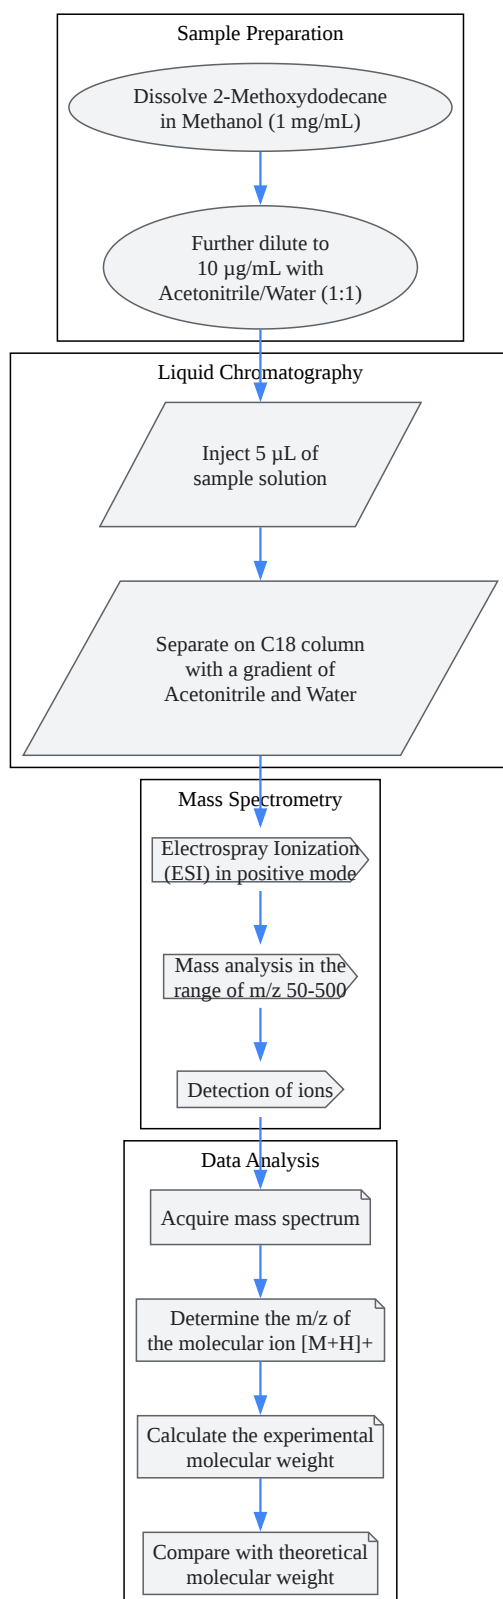 Sample Preparation
Dissolve 2-Methoxydodecane
in Methanol (1 mg/mL)
Further dilute to
10 µg/mL with
Acetonitrile/Water (1:1)
Liquid Chromatography
Inject 5 µL of
sample solution
Separate on C18 column
with a gradient of
Acetonitrile and Water
Mass Spectrometry
Electrospray Ionization
(ESI) in positive mode
Mass analysis in the
range of m/z 50-500
Detection of ions
Data Analysis
Acquire mass spectrum
Determine the m/z of
the molecular ion [M+H]+
Calculate the experimental
molecular weight
Compare with theoretical
molecular weight